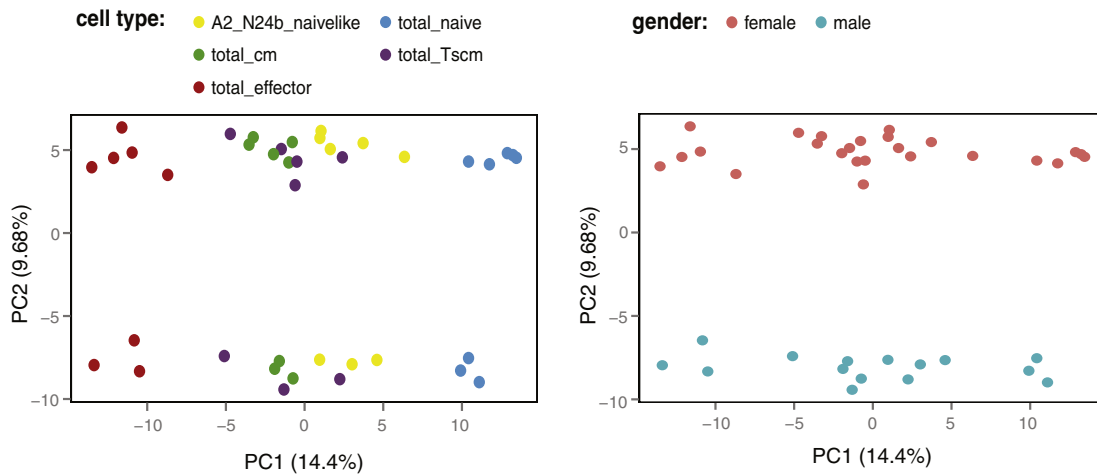 cell type: A2_N24b_naivelike total_naive
total_cm total_Tscm
total_effector
gender: female male
5
0
−5
−10
−10 −5 0 5 10
PC1 (14.4%)
PC2 (9.68%)
5
0
−5
−10
−10 −5 0 5 10
PC1 (14.4%)
PC2 (9.68%)